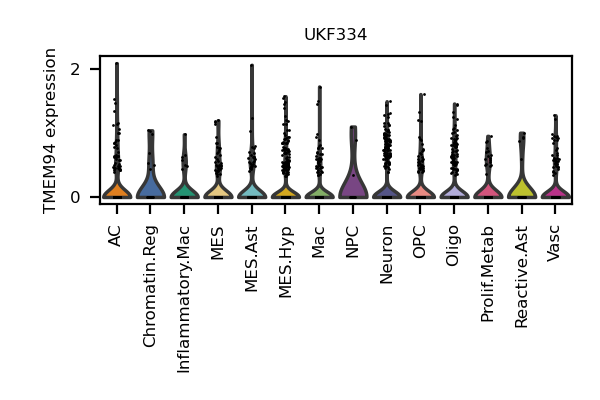 UKF334
TMEM94 expression
2
0
AC
Chromatin.Reg
Inflammatory.Mac
MES
MES.Ast
MES.Hyp
Mac
NPC
Neuron
OPC
Oligo
Prolif.Metab
Reactive.Ast
Vasc